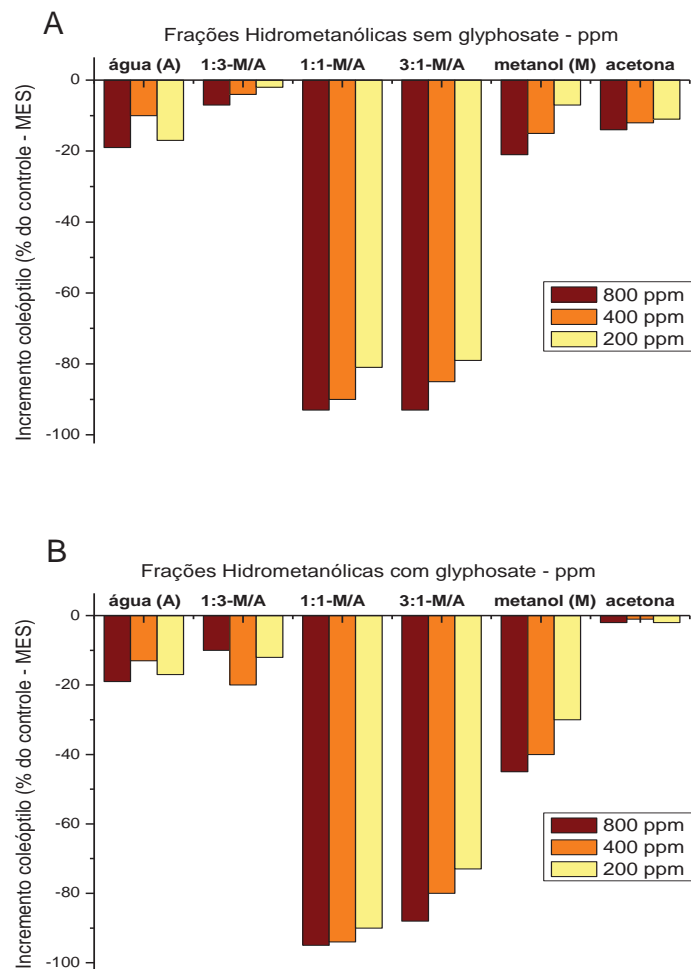 A
Frações Hidrometanólicas sem glyphosate - ppm
água (A) 1:3-M/A 1:1-M/A 3:1-M/A metanol (M) acetona
0
-20
-40
-60
-80
-100
Incremento coleóptilo (% do controle - MES)
800 ppm
400 ppm
200 ppm
B
Frações Hidrometanólicas com glyphosate - ppm
água (A) 1:3-M/A 1:1-M/A 3:1-M/A metanol (M) acetona
0
-20
-40
-60
-80
-100
Incremento coleóptilo (% do controle - MES)
800 ppm
400 ppm
200 ppm